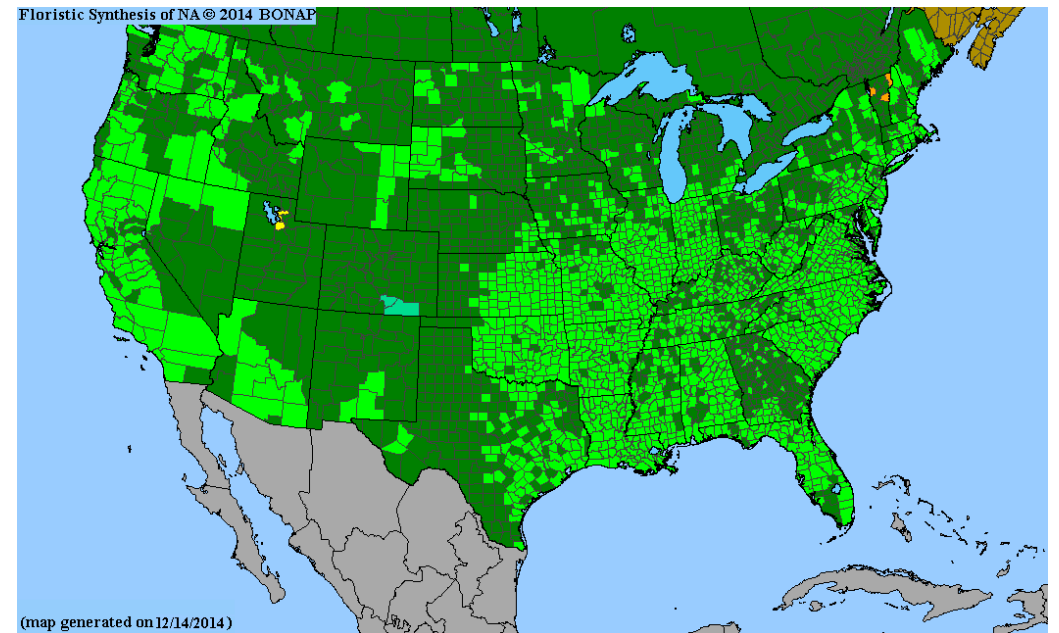 Floristic Synthesis of NA © 2014 BONAP
(map generated on 12/14/2014)